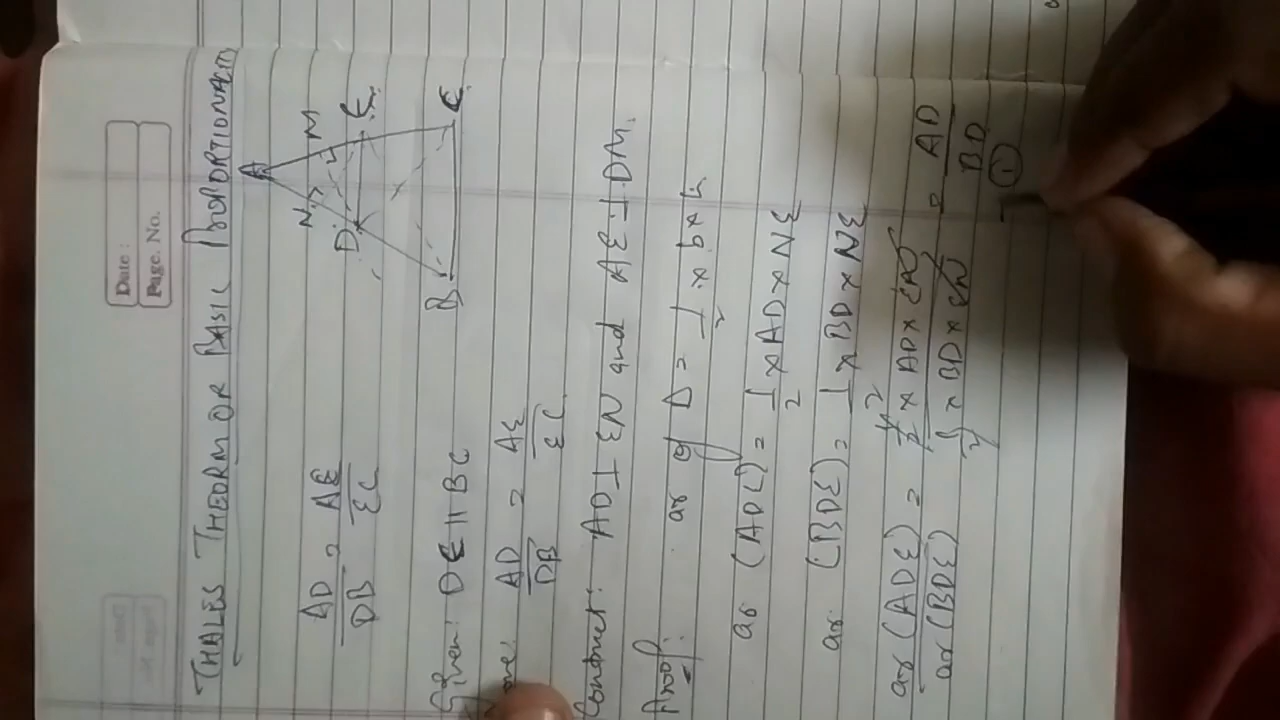 Date :
Page. No.
THALES THEORM OR BASIC PROPORTIONALITY
AD/DB = AE/EC
A
N M
D E
B C
Given: DE || BC
AD/DB = AE/EC
Construct: AD ⊥ EN and AE ⊥ DM.
Proof: ar of Δ = 1/2 × b × h
ar (ADE) = 1/2 × AD × NE
ar (BDE) = 1/2 × BD × NE
ar (ADE)/ar (BDE) = 1/2 × AD × EN / 1/2 × BD × EN = AD/BD
①